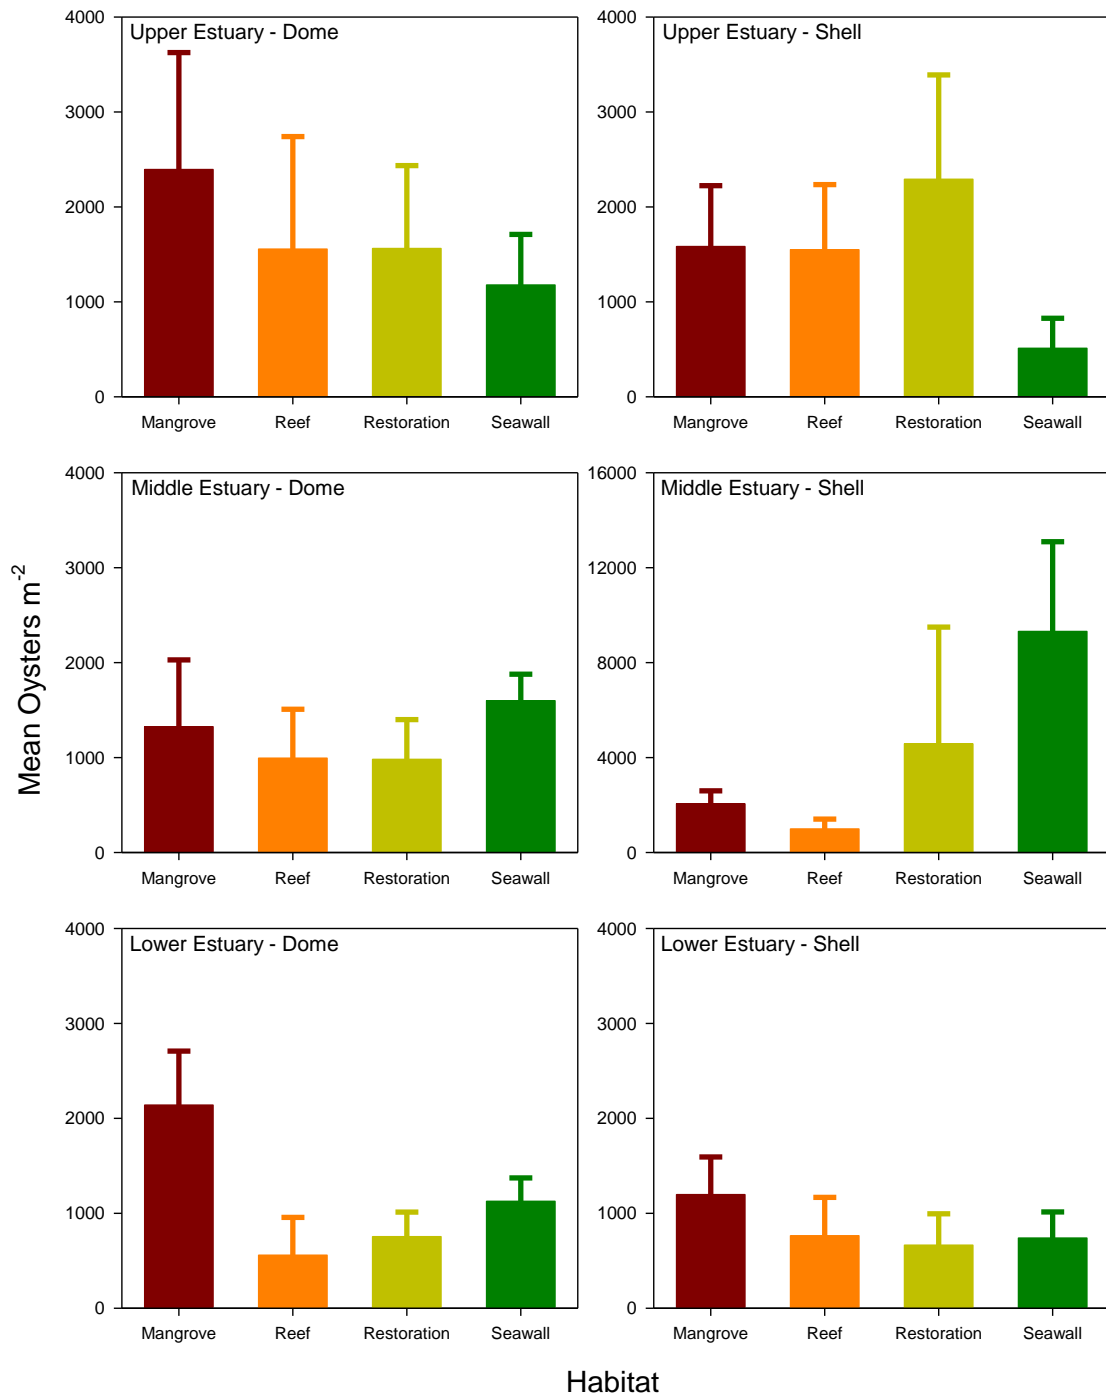 Upper Estuary - Dome
4000
3000
2000
1000
0
Mangrove Reef Restoration Seawall
Upper Estuary - Shell
4000
3000
2000
1000
0
Mangrove Reef Restoration Seawall
Middle Estuary - Dome
4000
3000
2000
1000
0
Mangrove Reef Restoration Seawall
Middle Estuary - Shell
16000
12000
8000
4000
0
Mangrove Reef Restoration Seawall
Lower Estuary - Dome
4000
3000
2000
1000
0
Mangrove Reef Restoration Seawall
Lower Estuary - Shell
4000
3000
2000
1000
0
Mangrove Reef Restoration Seawall
Mean Oysters m⁻²
Habitat